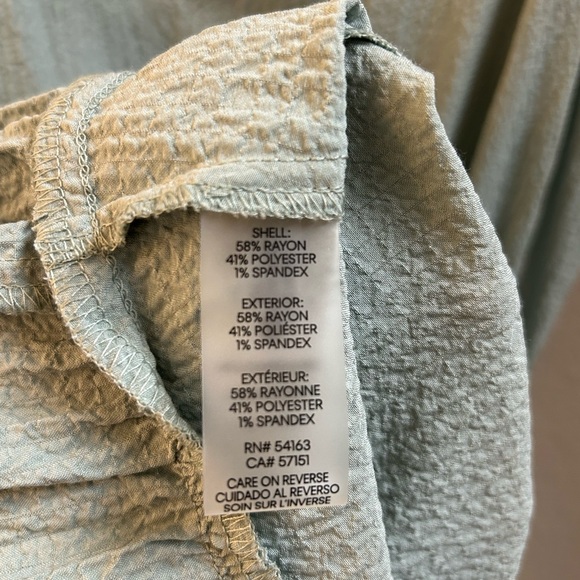 SHELL:
58% RAYON
41% POLYESTER
1% SPANDEX
EXTERIOR:
58% RAYON
41% POLIÉSTER
1% SPANDEX
EXTÉRIEUR:
58% RAYONNE
41% POLYESTER
1% SPANDEX
RN# 54163
CA# 57151
CARE ON REVERSE
CUIDADO AL REVERSO
SOIN SUR L'INVERSE